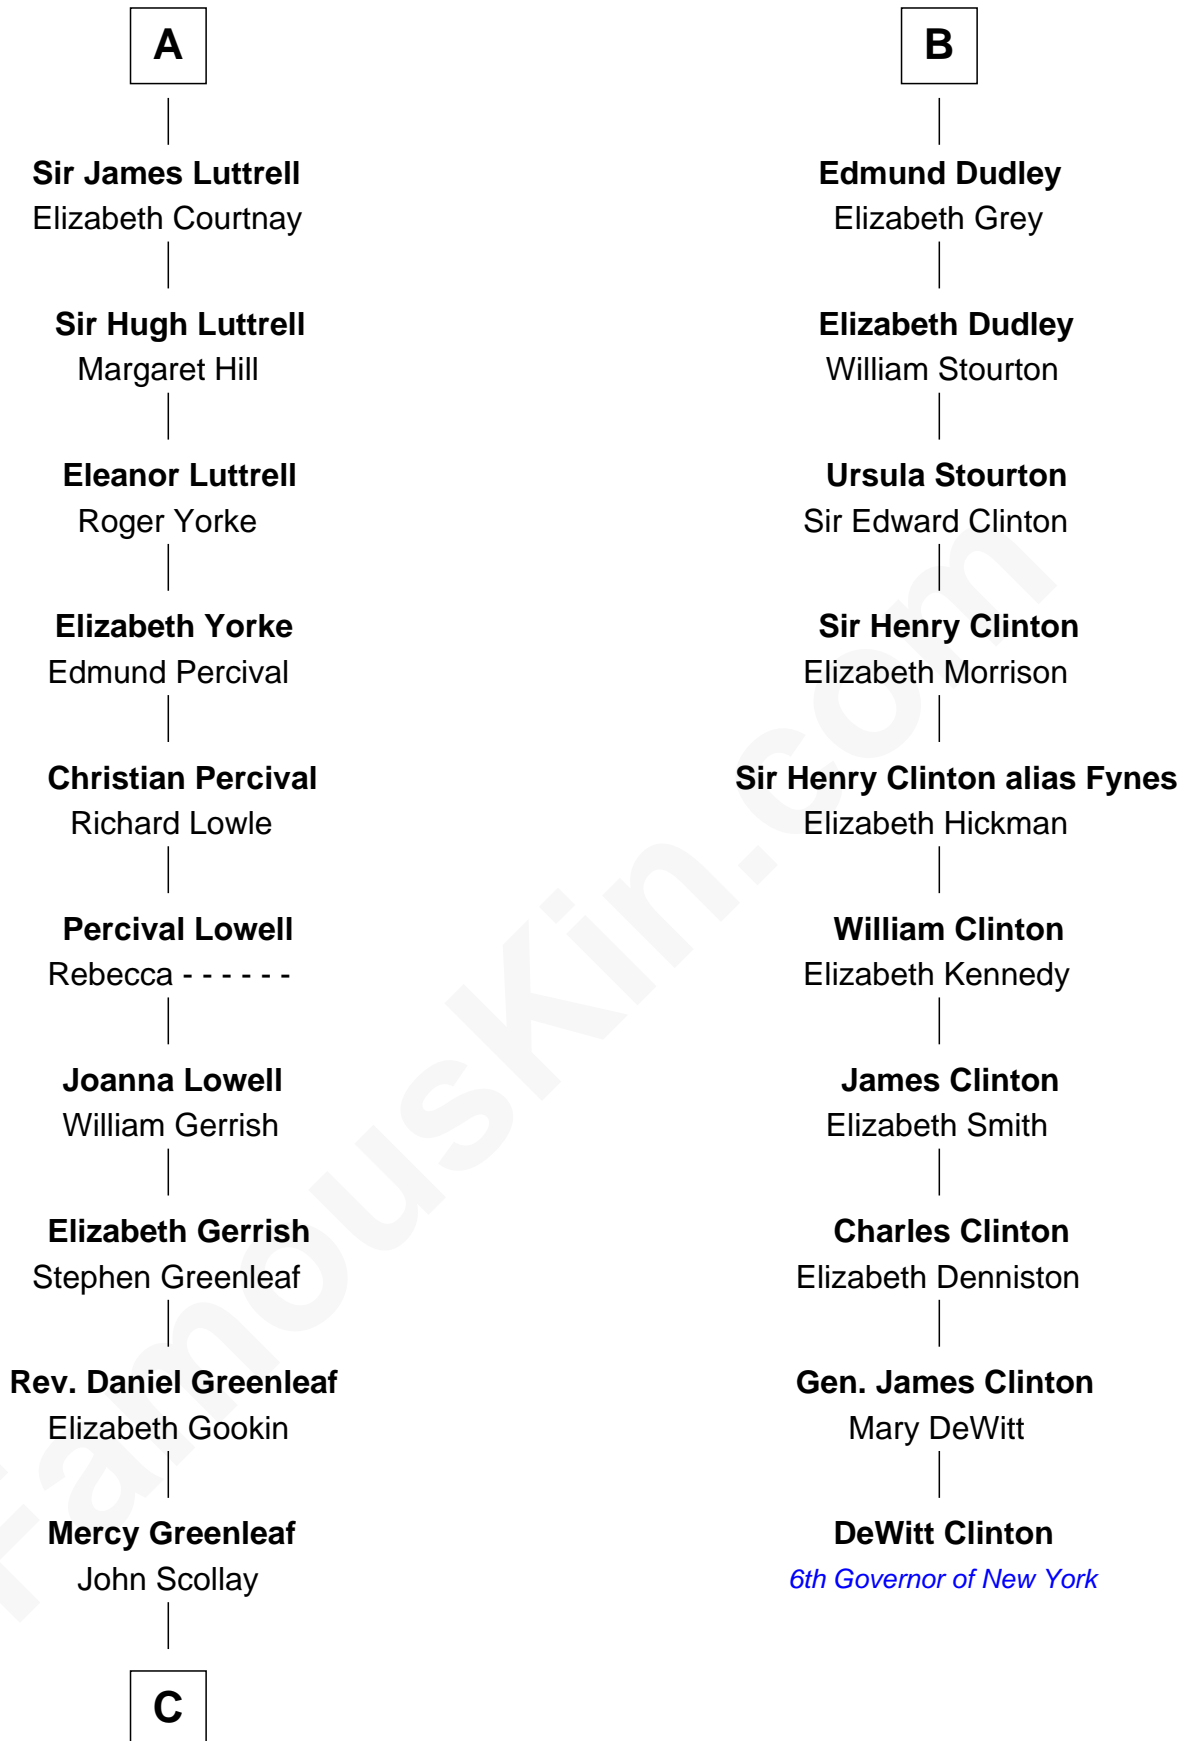 A
Sir James Luttrell
Elizabeth Courtnay
Sir Hugh Luttrell
Margaret Hill
Eleanor Luttrell
Roger Yorke
Elizabeth Yorke
Edmund Percival
Christian Percival
Richard Lowle
Percival Lowell
Rebecca - - - - - -
Joanna Lowell
William Gerrish
Elizabeth Gerrish
Stephen Greenleaf
Rev. Daniel Greenleaf
Elizabeth Gookin
Mercy Greenleaf
John Scollay
C
B
Edmund Dudley
Elizabeth Grey
Elizabeth Dudley
William Stourton
Ursula Stourton
Sir Edward Clinton
Sir Henry Clinton
Elizabeth Morrison
Sir Henry Clinton alias Fynes
Elizabeth Hickman
William Clinton
Elizabeth Kennedy
James Clinton
Elizabeth Smith
Charles Clinton
Elizabeth Denniston
Gen. James Clinton
Mary DeWitt
DeWitt Clinton
6th Governor of New York
FamousKin.com